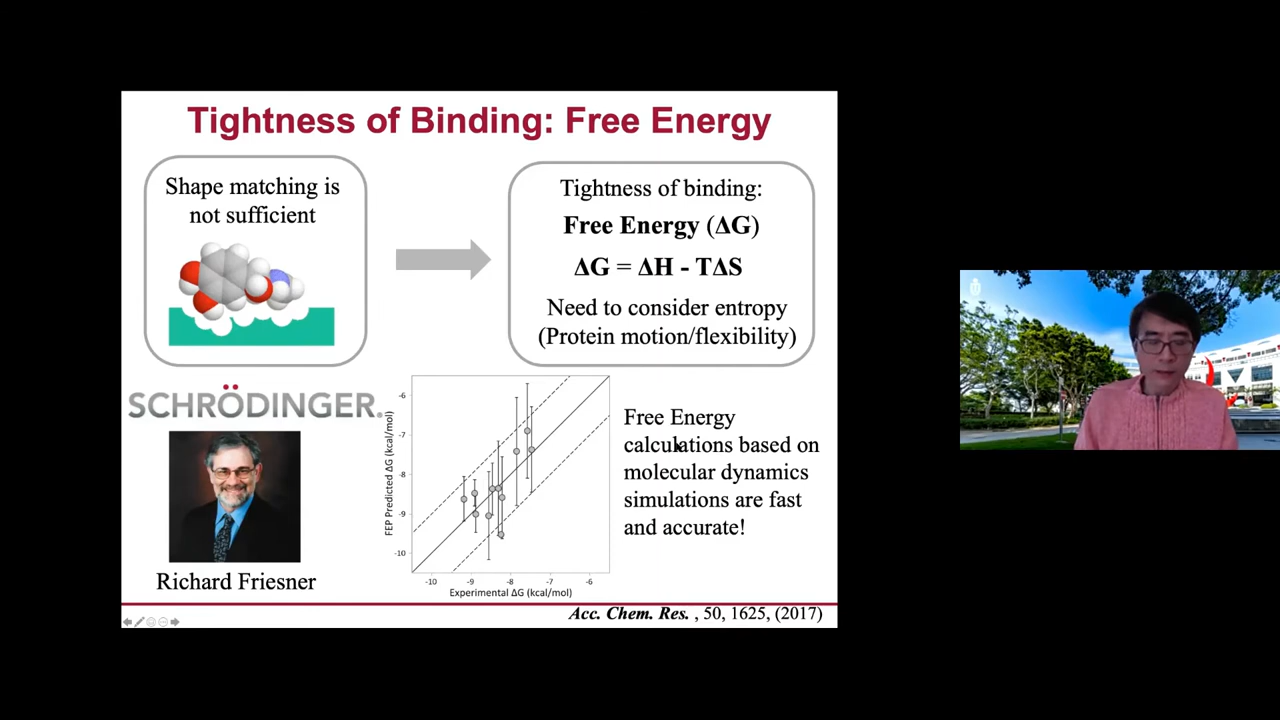 Tightness of Binding: Free Energy
Shape matching is
not sufficient
Tightness of binding:
Free Energy (ΔG)
ΔG = ΔH - TΔS
Need to consider entropy
(Protein motion/flexibility)
SCHRÖDINGER.
Richard Friesner
FEP Predicted ΔG (kcal/mol)
-6
-7
-8
-9
-10
-10
-9
-8
-7
-6
Experimental ΔG (kcal/mol)
Free Energy
calculations based on
molecular dynamics
simulations are fast
and accurate!
Acc. Chem. Res. , 50, 1625, (2017)